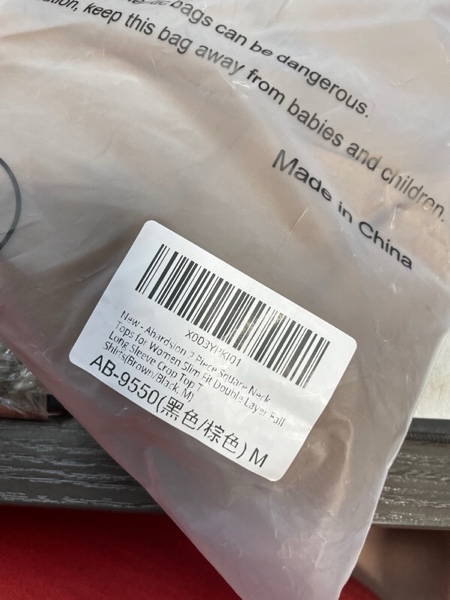 bags can be dangerous.
keep this bag away from babies and children.
Made in China
New - Abardsion 2 Piece Square Neck
Tops for Women Slim Fit Double Layer Fall
Long Sleeve Crop Top T
Shirts(Brown/Black, M)
AB-9550(黑色/棕色) M